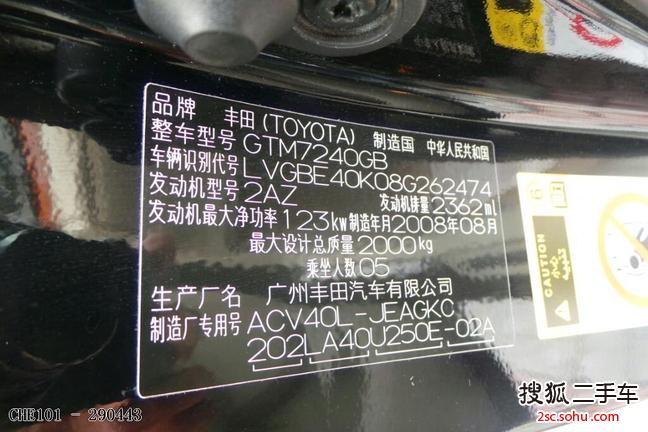 品牌 丰田(TOYOTA) 制造国 中华人民共和国
整车型号 GTM7240GB
车辆识别代号 LVGBE40K08G262474
发动机型号 2AZ 发动机排量 2362ml
发动机最大净功率 123kw 制造年月 2008年08月
最大设计总质量 2000kg
乘坐人数 05
生产厂名 广州丰田汽车有限公司
制造厂专用号 ACV40L-JEAGKC
202LA40U250E-02A
CAUTION
小心
CHE101 - 290443
搜狐二手车
2sc.sohu.com